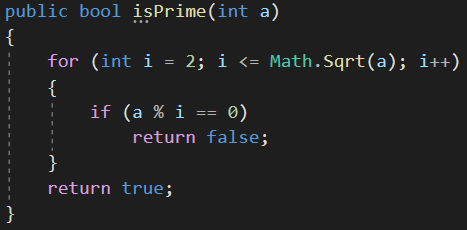 public bool isPrime(int a)
{
    for (int i = 2; i <= Math.Sqrt(a); i++)
    {
        if (a % i == 0)
            return false;
    }
    return true;
}